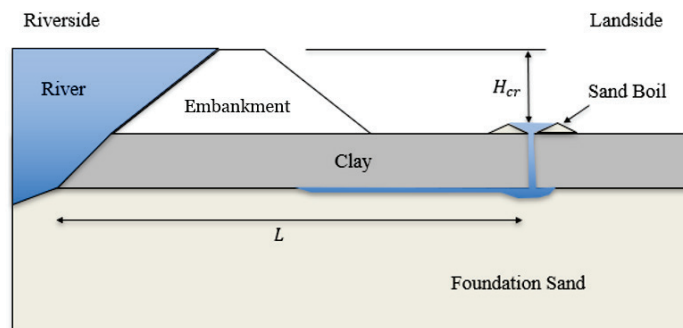 Riverside
Landside
River
Embankment
H_cr
Sand Boil
Clay
L
Foundation Sand